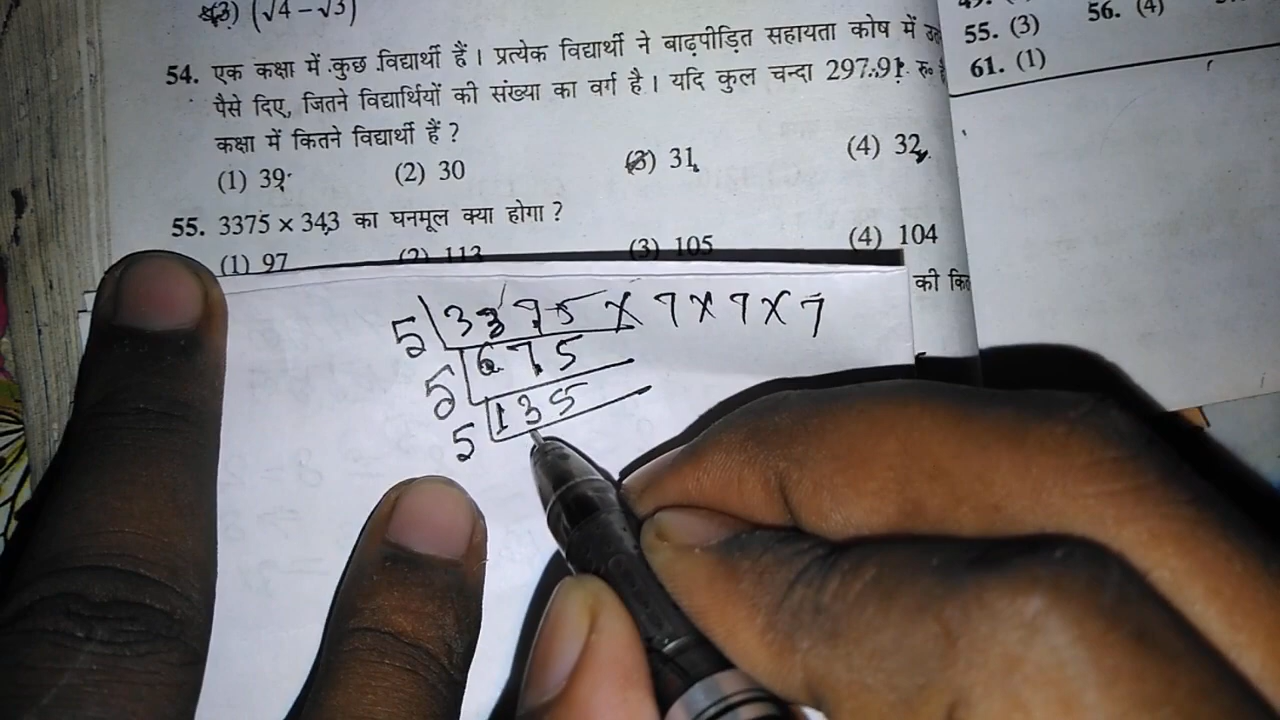 (3) (√4 – √3)
54. एक कक्षा में कुछ विद्यार्थी हैं । प्रत्येक विद्यार्थी ने बाढ़पीड़ित सहायता कोष में
पैसे दिए, जितने विद्यार्थियों की संख्या का वर्ग है । यदि कुल चन्दा 297.91 रु०
कक्षा में कितने विद्यार्थी हैं ?
(1) 39 (2) 30 (3) 31 (4) 32
55. 3375 × 343 का घनमूल क्या होगा ?
(1) 97 (2) 113 (3) 105 (4) 104
की
55. (3) 56. (4)
61. (1)
5 3375 × 7 × 7 × 7
5 675
5 135